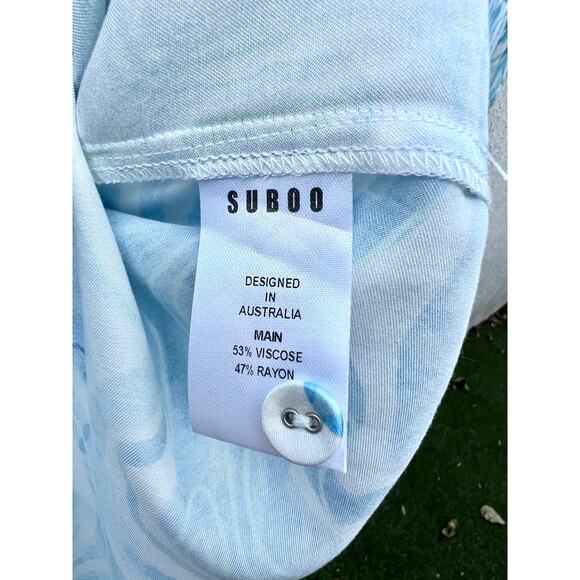 SUBOO
DESIGNED
IN
AUSTRALIA
MAIN
53% VISCOSE
47% RAYON